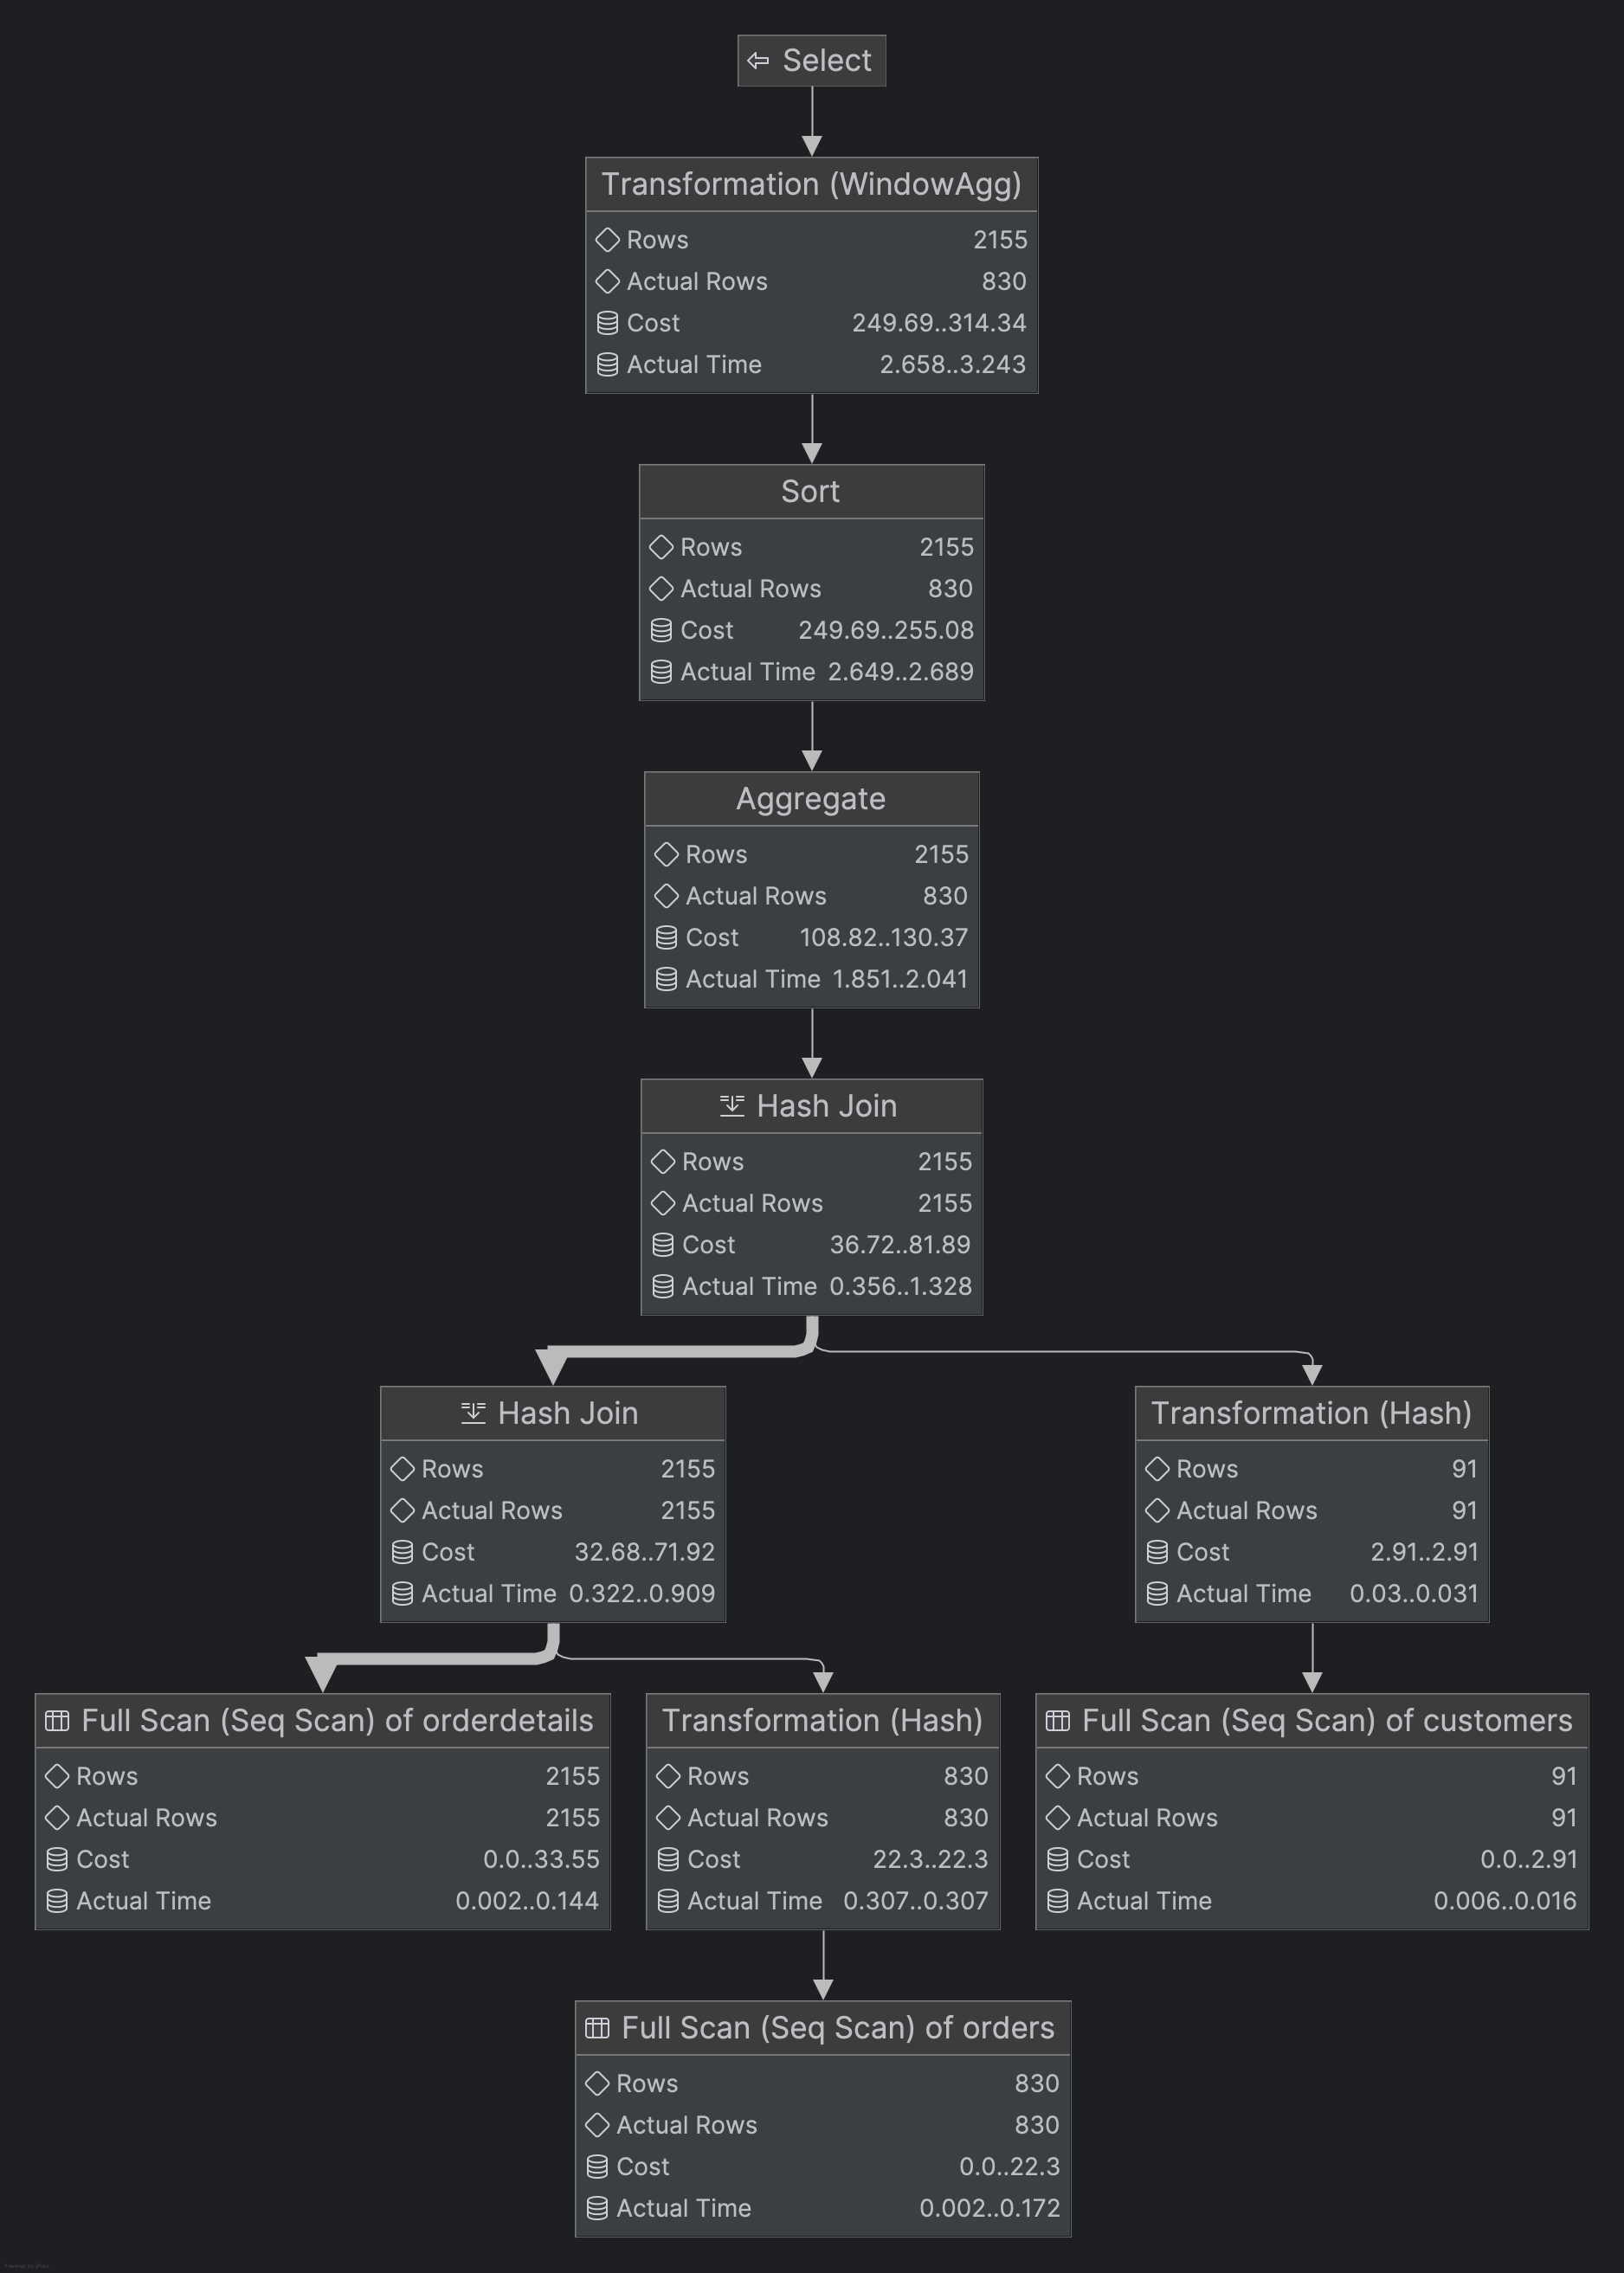 Select
Transformation (WindowAgg)
Rows 2155
Actual Rows 830
Cost 249.69..314.34
Actual Time 2.658..3.243
Sort
Rows 2155
Actual Rows 830
Cost 249.69..255.08
Actual Time 2.649..2.689
Aggregate
Rows 2155
Actual Rows 830
Cost 108.82..130.37
Actual Time 1.851..2.041
Hash Join
Rows 2155
Actual Rows 2155
Cost 36.72..81.89
Actual Time 0.356..1.328
Hash Join
Rows 2155
Actual Rows 2155
Cost 32.68..71.92
Actual Time 0.322..0.909
Transformation (Hash)
Rows 91
Actual Rows 91
Cost 2.91..2.91
Actual Time 0.03..0.031
Full Scan (Seq Scan) of orderdetails
Rows 2155
Actual Rows 2155
Cost 0.0..33.55
Actual Time 0.002..0.144
Transformation (Hash)
Rows 830
Actual Rows 830
Cost 22.3..22.3
Actual Time 0.307..0.307
Full Scan (Seq Scan) of customers
Rows 91
Actual Rows 91
Cost 0.0..2.91
Actual Time 0.006..0.016
Full Scan (Seq Scan) of orders
Rows 830
Actual Rows 830
Cost 0.0..22.3
Actual Time 0.002..0.172